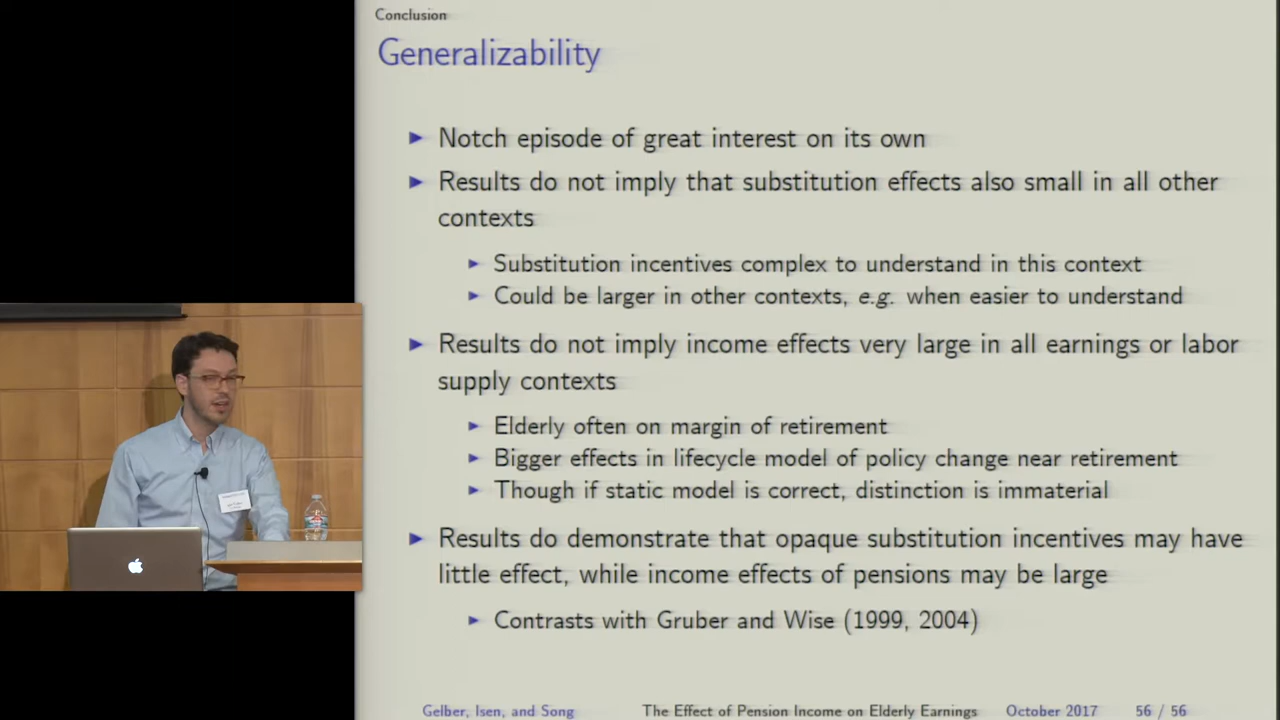 Conclusion
Generalizability
Notch episode of great interest on its own
Results do not imply that substitution effects also small in all other
contexts
Substitution incentives complex to understand in this context
Could be larger in other contexts, e.g. when easier to understand
Results do not imply income effects very large in all earnings or labor
supply contexts
Elderly often on margin of retirement
Bigger effects in lifecycle model of policy change near retirement
Though if static model is correct, distinction is immaterial
Results do demonstrate that opaque substitution incentives may have
little effect, while income effects of pensions may be large
Contrasts with Gruber and Wise (1999, 2004)
Gelber, Isen, and Song The Effect of Pension Income on Elderly Earnings October 2017 56 / 56